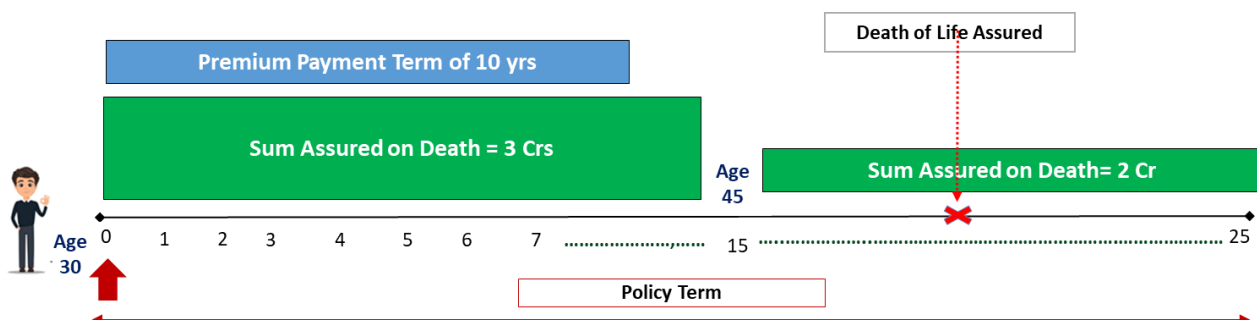 Death of Life Assured
Premium Payment Term of 10 yrs
Sum Assured on Death = 3 Crs
Age
45
Sum Assured on Death= 2 Cr
Age
30
0 1 2 3 4 5 6 7 ......................,...... 15 ............................................................ 25
Policy Term